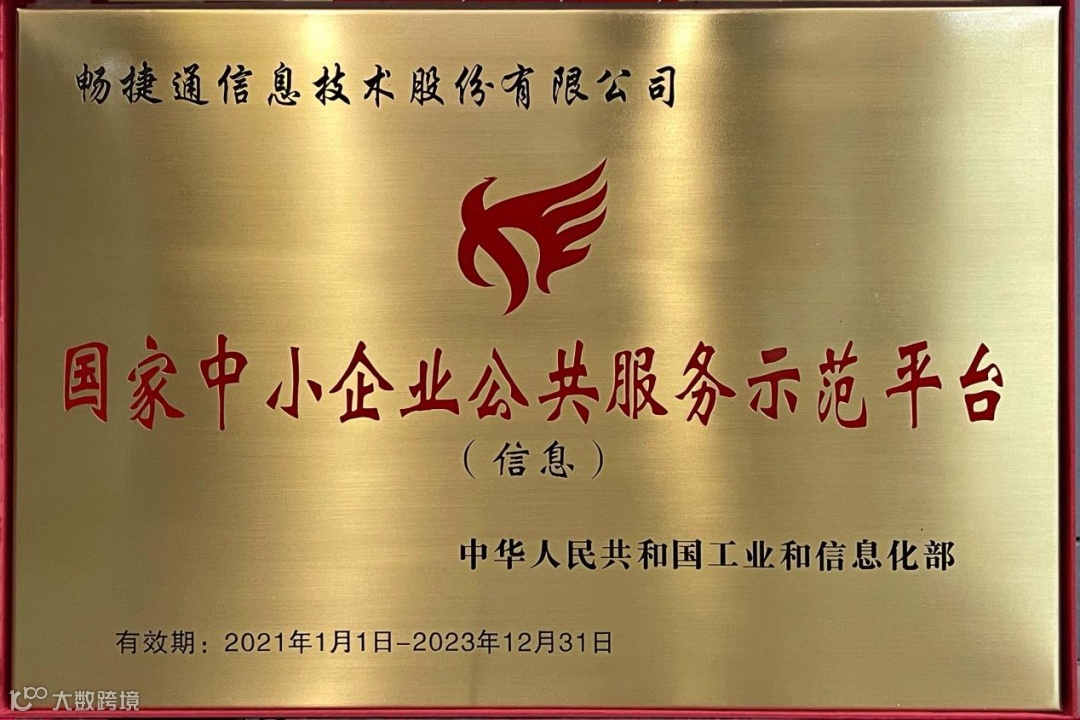 畅捷通信息技术股份有限公司
国家中小企业公共服务示范平台
（信息）
中华人民共和国工业和信息化部
有效期：2021年1月1日-2023年12月31日
大数跨境